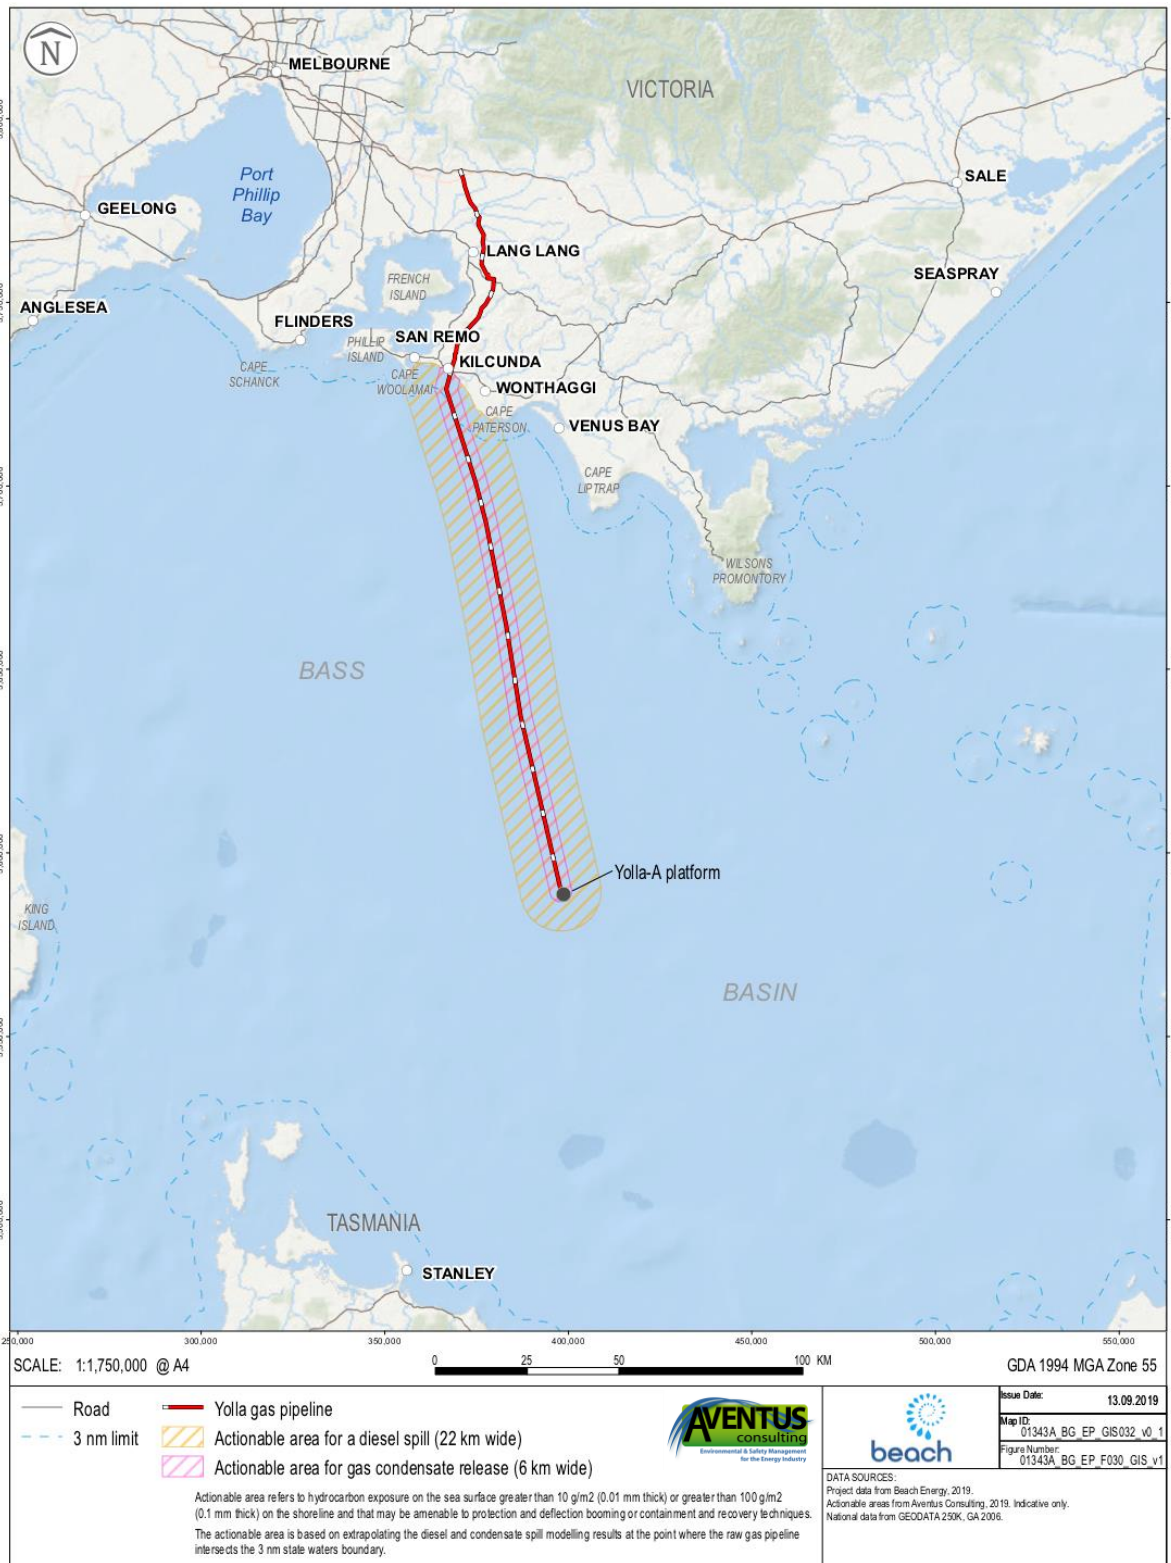 N
MELBOURNE
VICTORIA
Port
Phillip
Bay
SALE
GEELONG
LANG LANG
SEASPRAY
FRENCH
ISLAND
ANGLESEA
FLINDERS
SAN REMO
PHILLIP
ISLAND
KILCUNDA
CAPE
SCHANCK
CAPE
WOOLAMAI
WONTHAGGI
CAPE
PATERSON
VENUS BAY
CAPE
LIPTRAP
WILSONS
PROMONTORY
BASS
Yolla-A platform
KING
ISLAND
BASIN
TASMANIA
STANLEY
250,000 300,000 350,000 400,000 450,000 500,000 550,000
SCALE: 1:1,750,000 @ A4
0 25 50 100 KM
GDA 1994 MGA Zone 55
Road
3 nm limit
Yolla gas pipeline
Actionable area for a diesel spill (22 km wide)
Actionable area for gas condensate release (6 km wide)
Actionable area refers to hydrocarbon exposure on the sea surface greater than 10 g/m2 (0.01 mm thick) or greater than 100 g/m2
(0.1 mm thick) on the shoreline and that may be amenable to protection and deflection booming or containment and recovery techniques.
The actionable area is based on extrapolating the diesel and condensate spill modelling results at the point where the raw gas pipeline
intersects the 3 nm state waters boundary.
AVENTUS
consulting
Environmental & Safety Management
for the Energy Industry
beach
Issue Date:
13.09.2019
Map ID:
01343A_BG_EP_GIS032_v0_1
Figure Number:
01343A_BG_EP_F030_GIS_v1
DATA SOURCES:
Project data from Beach Energy, 2019.
Actionable areas from Aventus Consulting, 2019. Indicative only.
National data from GEODATA 250K, GA 2006.